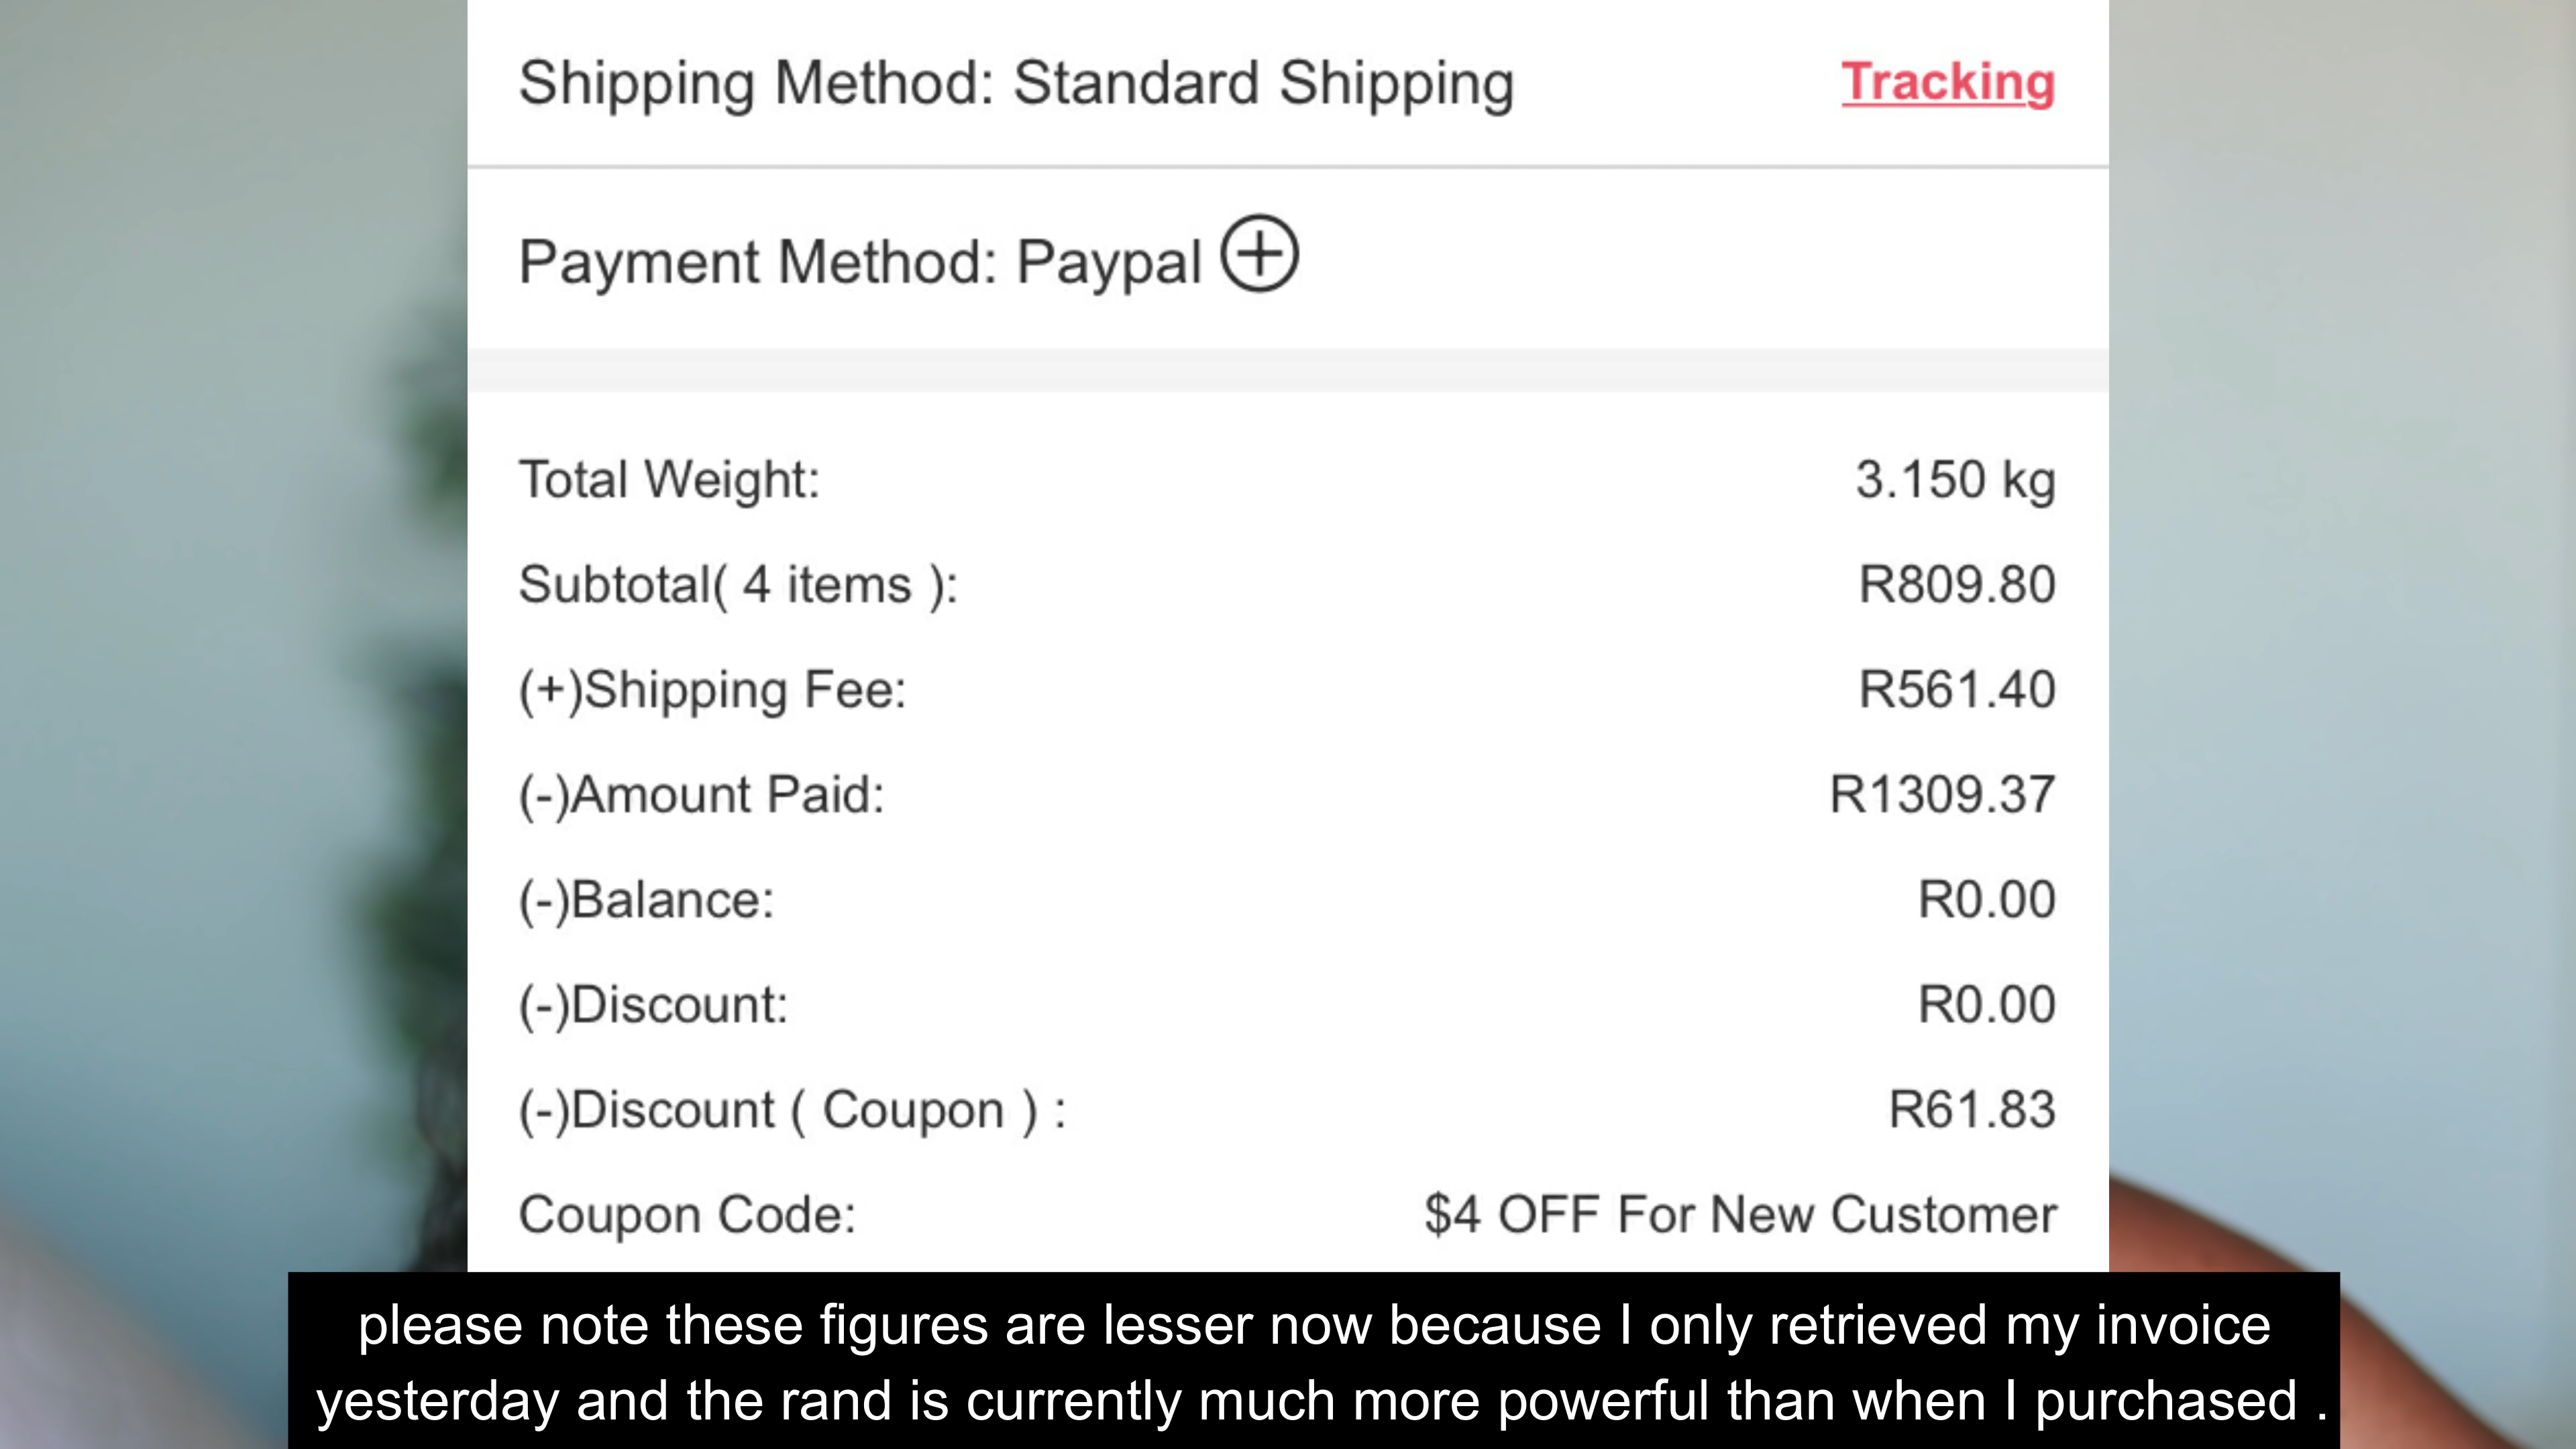 Shipping Method: Standard Shipping Tracking
Payment Method: Paypal
Total Weight: 3.150 kg
Subtotal( 4 items ): R809.80
(+)Shipping Fee: R561.40
(-)Amount Paid: R1309.37
(-)Balance: R0.00
(-)Discount: R0.00
(-)Discount ( Coupon ) : R61.83
Coupon Code: $4 OFF For New Customer
please note these figures are lesser now because I only retrieved my invoice
yesterday and the rand is currently much more powerful than when I purchased .